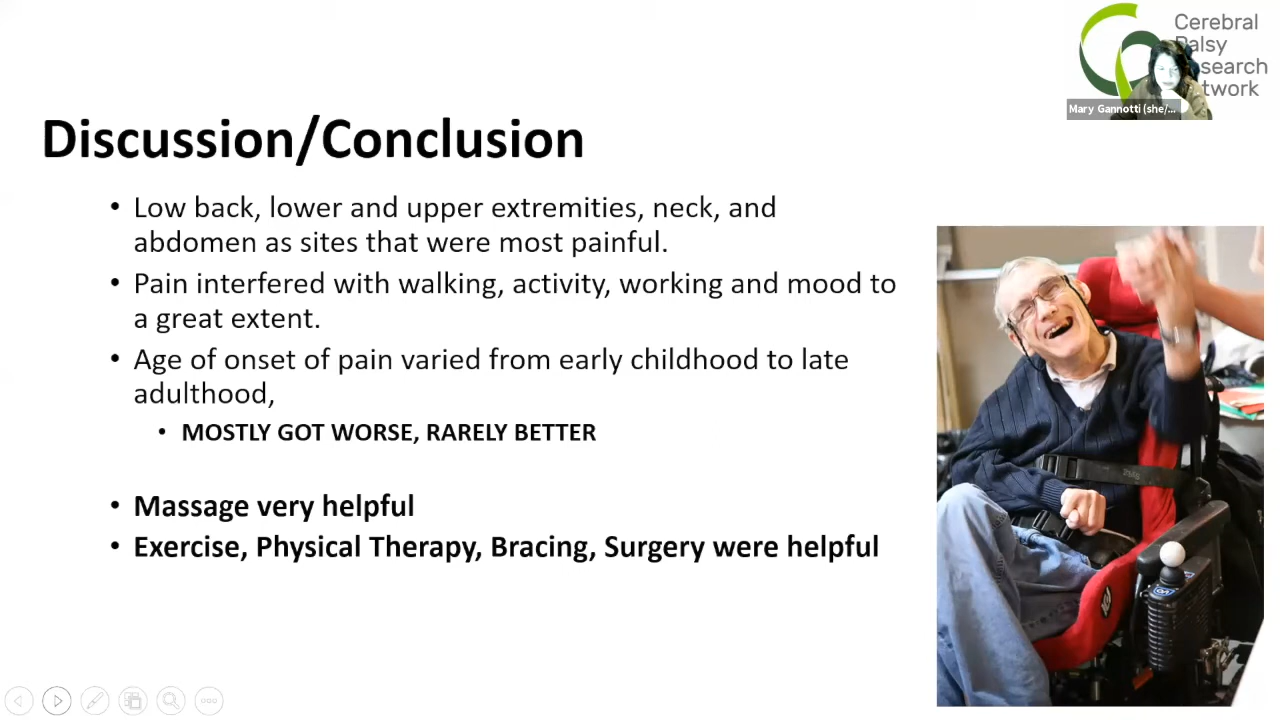 Cerebral
Palsy
Research
Network
Mary Gannotti (she/...
Discussion/Conclusion
• Low back, lower and upper extremities, neck, and
abdomen as sites that were most painful.
• Pain interfered with walking, activity, working and mood to
a great extent.
• Age of onset of pain varied from early childhood to late
adulthood,
• MOSTLY GOT WORSE, RARELY BETTER
• Massage very helpful
• Exercise, Physical Therapy, Bracing, Surgery were helpful